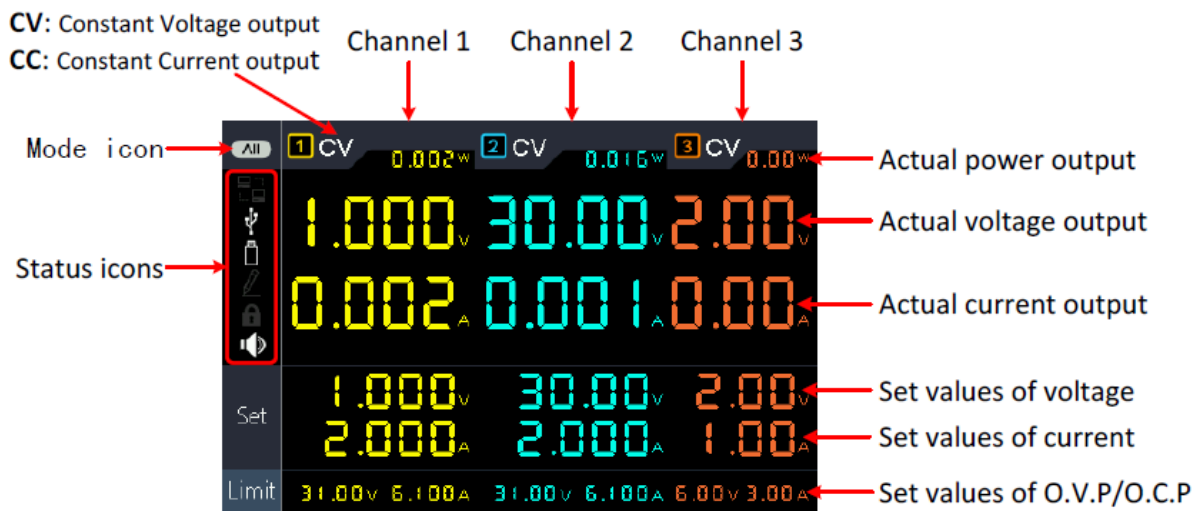 CV: Constant Voltage output
CC: Constant Current output
Channel 1 Channel 2 Channel 3
Mode icon
All 1 CV 0.002W 2 CV 0.016W 3 CV 0.00W
Actual power output
1.000V 30.00V 2.00V
Actual voltage output
Status icons
0.002A 0.001A 0.00A
Actual current output
Set
1.000V 30.00V 2.00V
Set values of voltage
2.000A 2.000A 1.00A
Set values of current
Limit 31.00V 6.100A 31.00V 6.100A 6.00V 3.00A
Set values of O.V.P/O.C.P